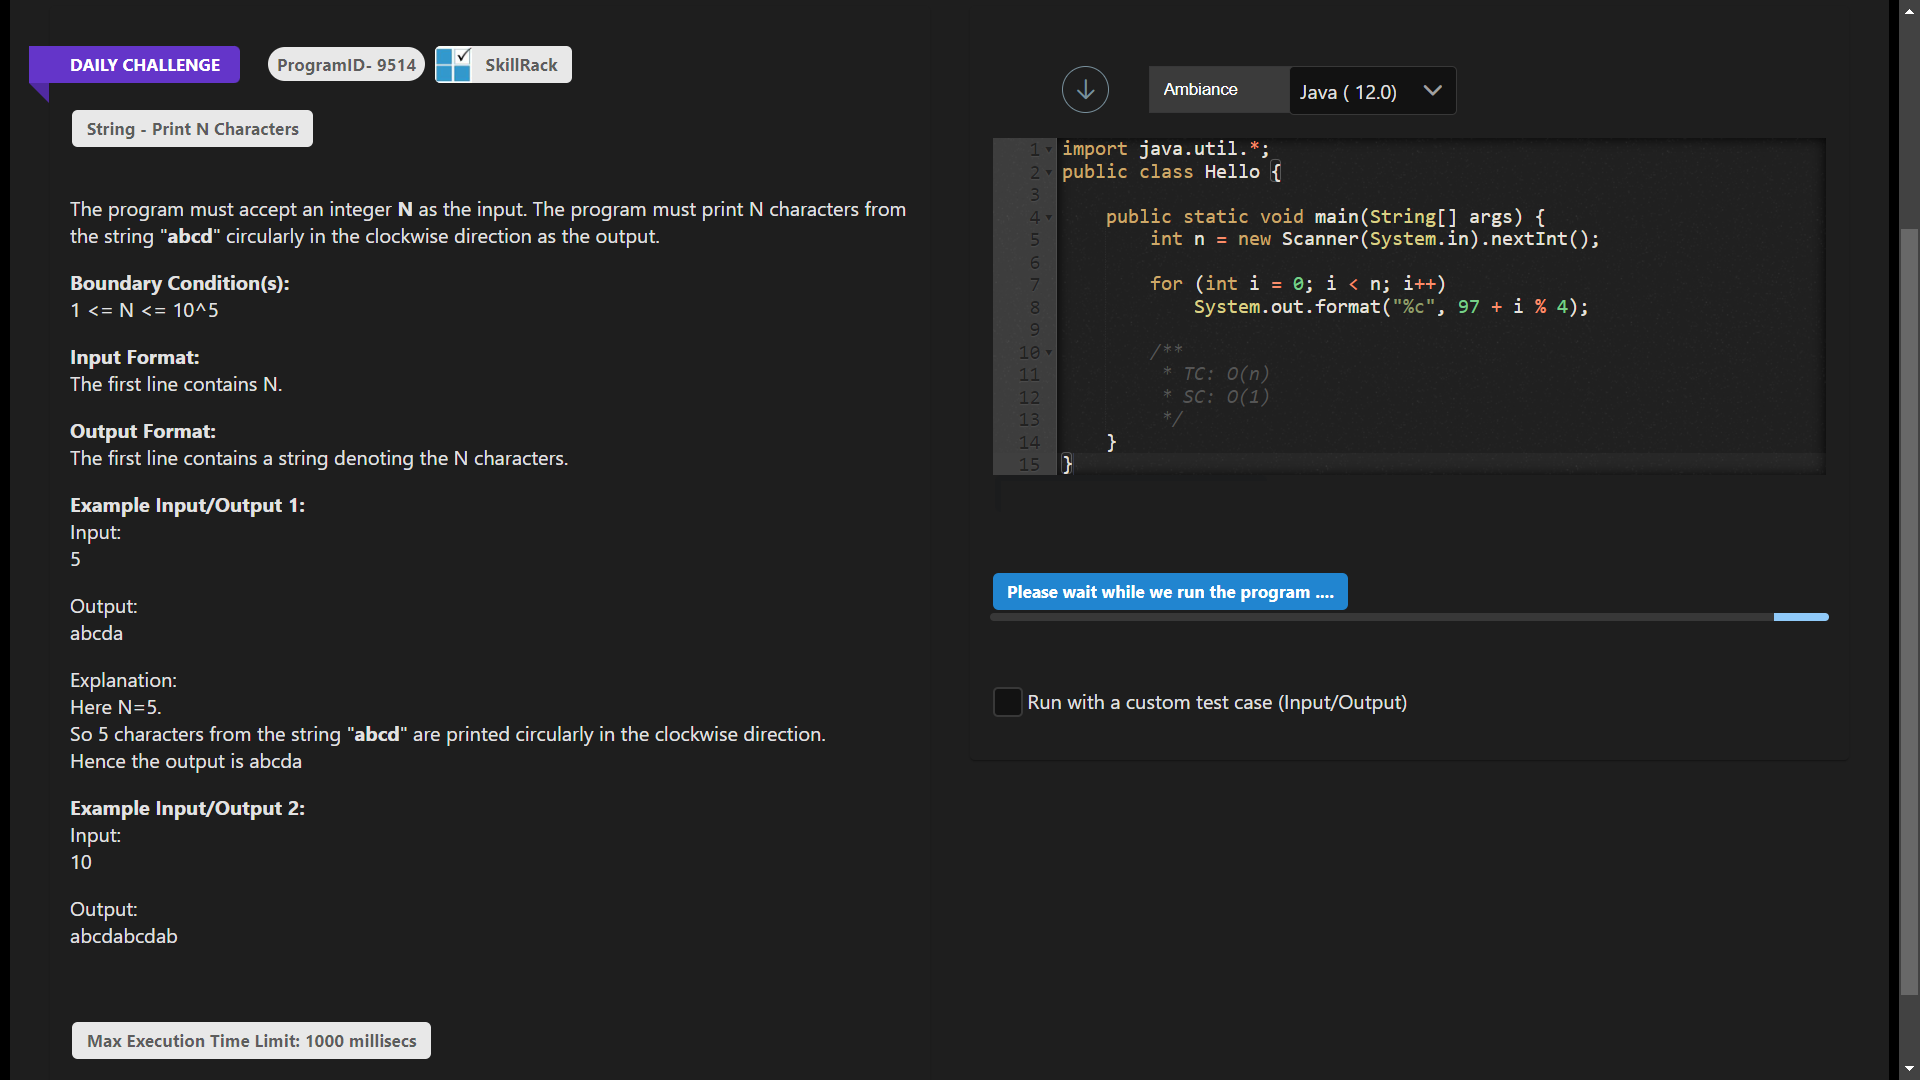 DAILY CHALLENGE
ProgramID- 9514
SkillRack
String - Print N Characters
The program must accept an integer N as the input. The program must print N characters from
the string "abcd" circularly in the clockwise direction as the output.
Boundary Condition(s):
1 <= N <= 10^5
Input Format:
The first line contains N.
Output Format:
The first line contains a string denoting the N characters.
Example Input/Output 1:
Input:
5
Output:
abcda
Explanation:
Here N=5.
So 5 characters from the string "abcd" are printed circularly in the clockwise direction.
Hence the output is abcda
Example Input/Output 2:
Input:
10
Output:
abcdabcdab
Max Execution Time Limit: 1000 millisecs
Ambiance
Java ( 12.0)
1 import java.util.*;
2 public class Hello {
3
4     public static void main(String[] args) {
5         int n = new Scanner(System.in).nextInt();
6
7         for (int i = 0; i < n; i++)
8             System.out.format("%c", 97 + i % 4);
9
10         /**
11          * TC: O(n)
12          * SC: O(1)
13          */
14     }
15 }
Please wait while we run the program ....
Run with a custom test case (Input/Output)